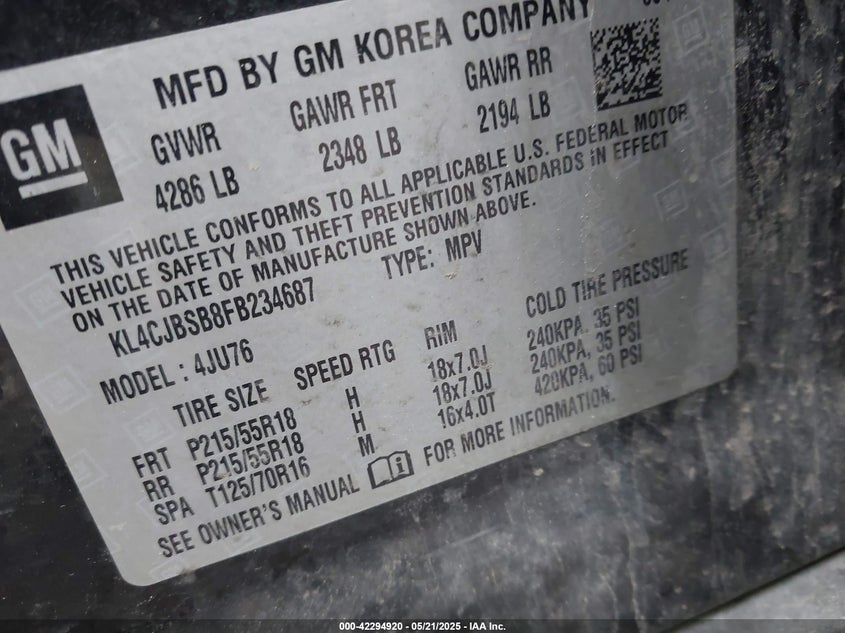 MFD BY GM KOREA COMPANY
GM
GVWR GAWR FRT GAWR RR
4286 LB 2348 LB 2194 LB
THIS VEHICLE CONFORMS TO ALL APPLICABLE U.S. FEDERAL MOTOR
VEHICLE SAFETY AND THEFT PREVENTION STANDARDS IN EFFECT
ON THE DATE OF MANUFACTURE SHOWN ABOVE.
KL4CJBSB8FB234687 TYPE: MPV
MODEL : 4JU76
TIRE SIZE SPEED RTG RIM COLD TIRE PRESSURE
FRT P215/55R18 H 18x7.0J 240KPA, 35 PSI
RR P215/55R18 H 18x7.0J 240KPA, 35 PSI
SPA T125/70R16 M 16x4.0T 420KPA, 60 PSI
SEE OWNER'S MANUAL FOR MORE INFORMATION.
000-42294920 05/21/2025 IAA Inc.